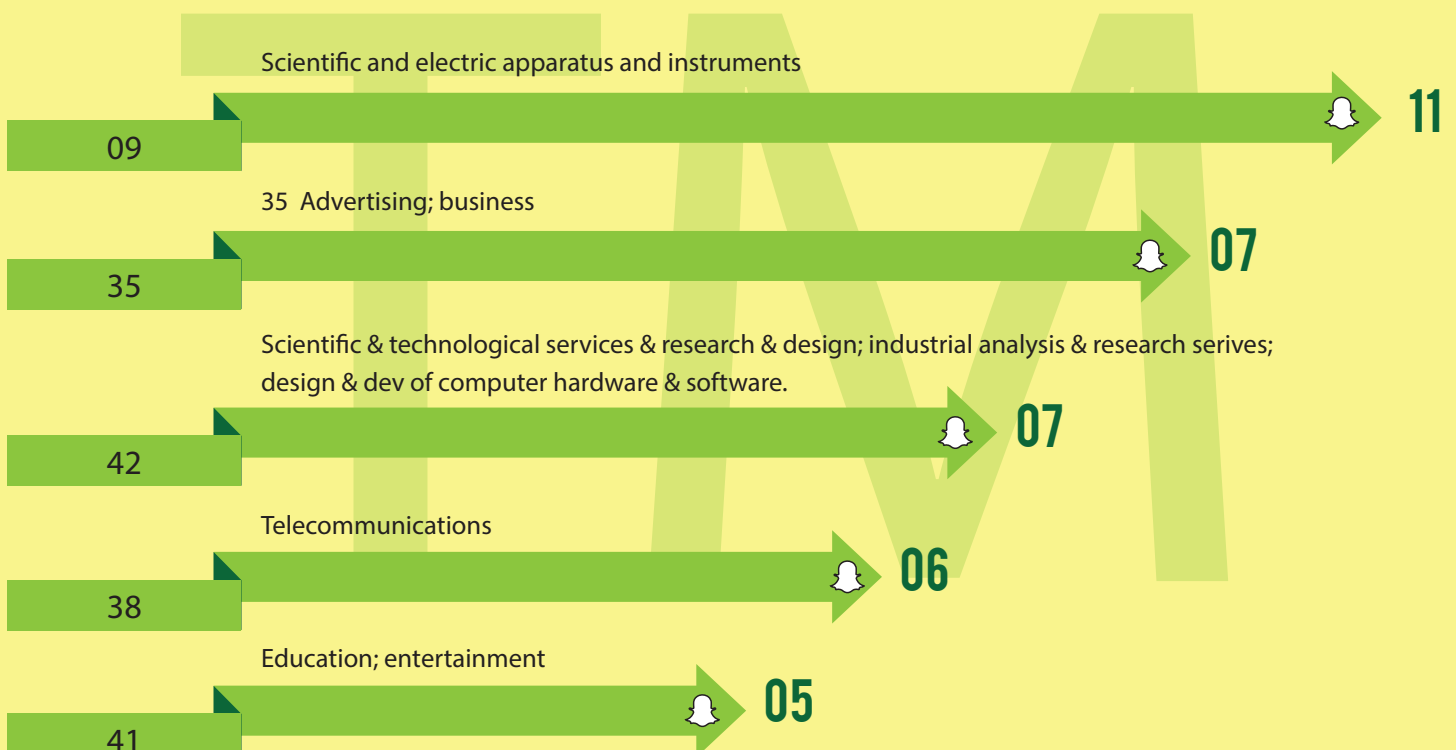 TM
Scientific and electric apparatus and instruments
09
11
35 Advertising; business
35
07
Scientific & technological services & research & design; industrial analysis & research serives;
design & dev of computer hardware & software.
42
07
Telecommunications
38
06
Education; entertainment
41
05